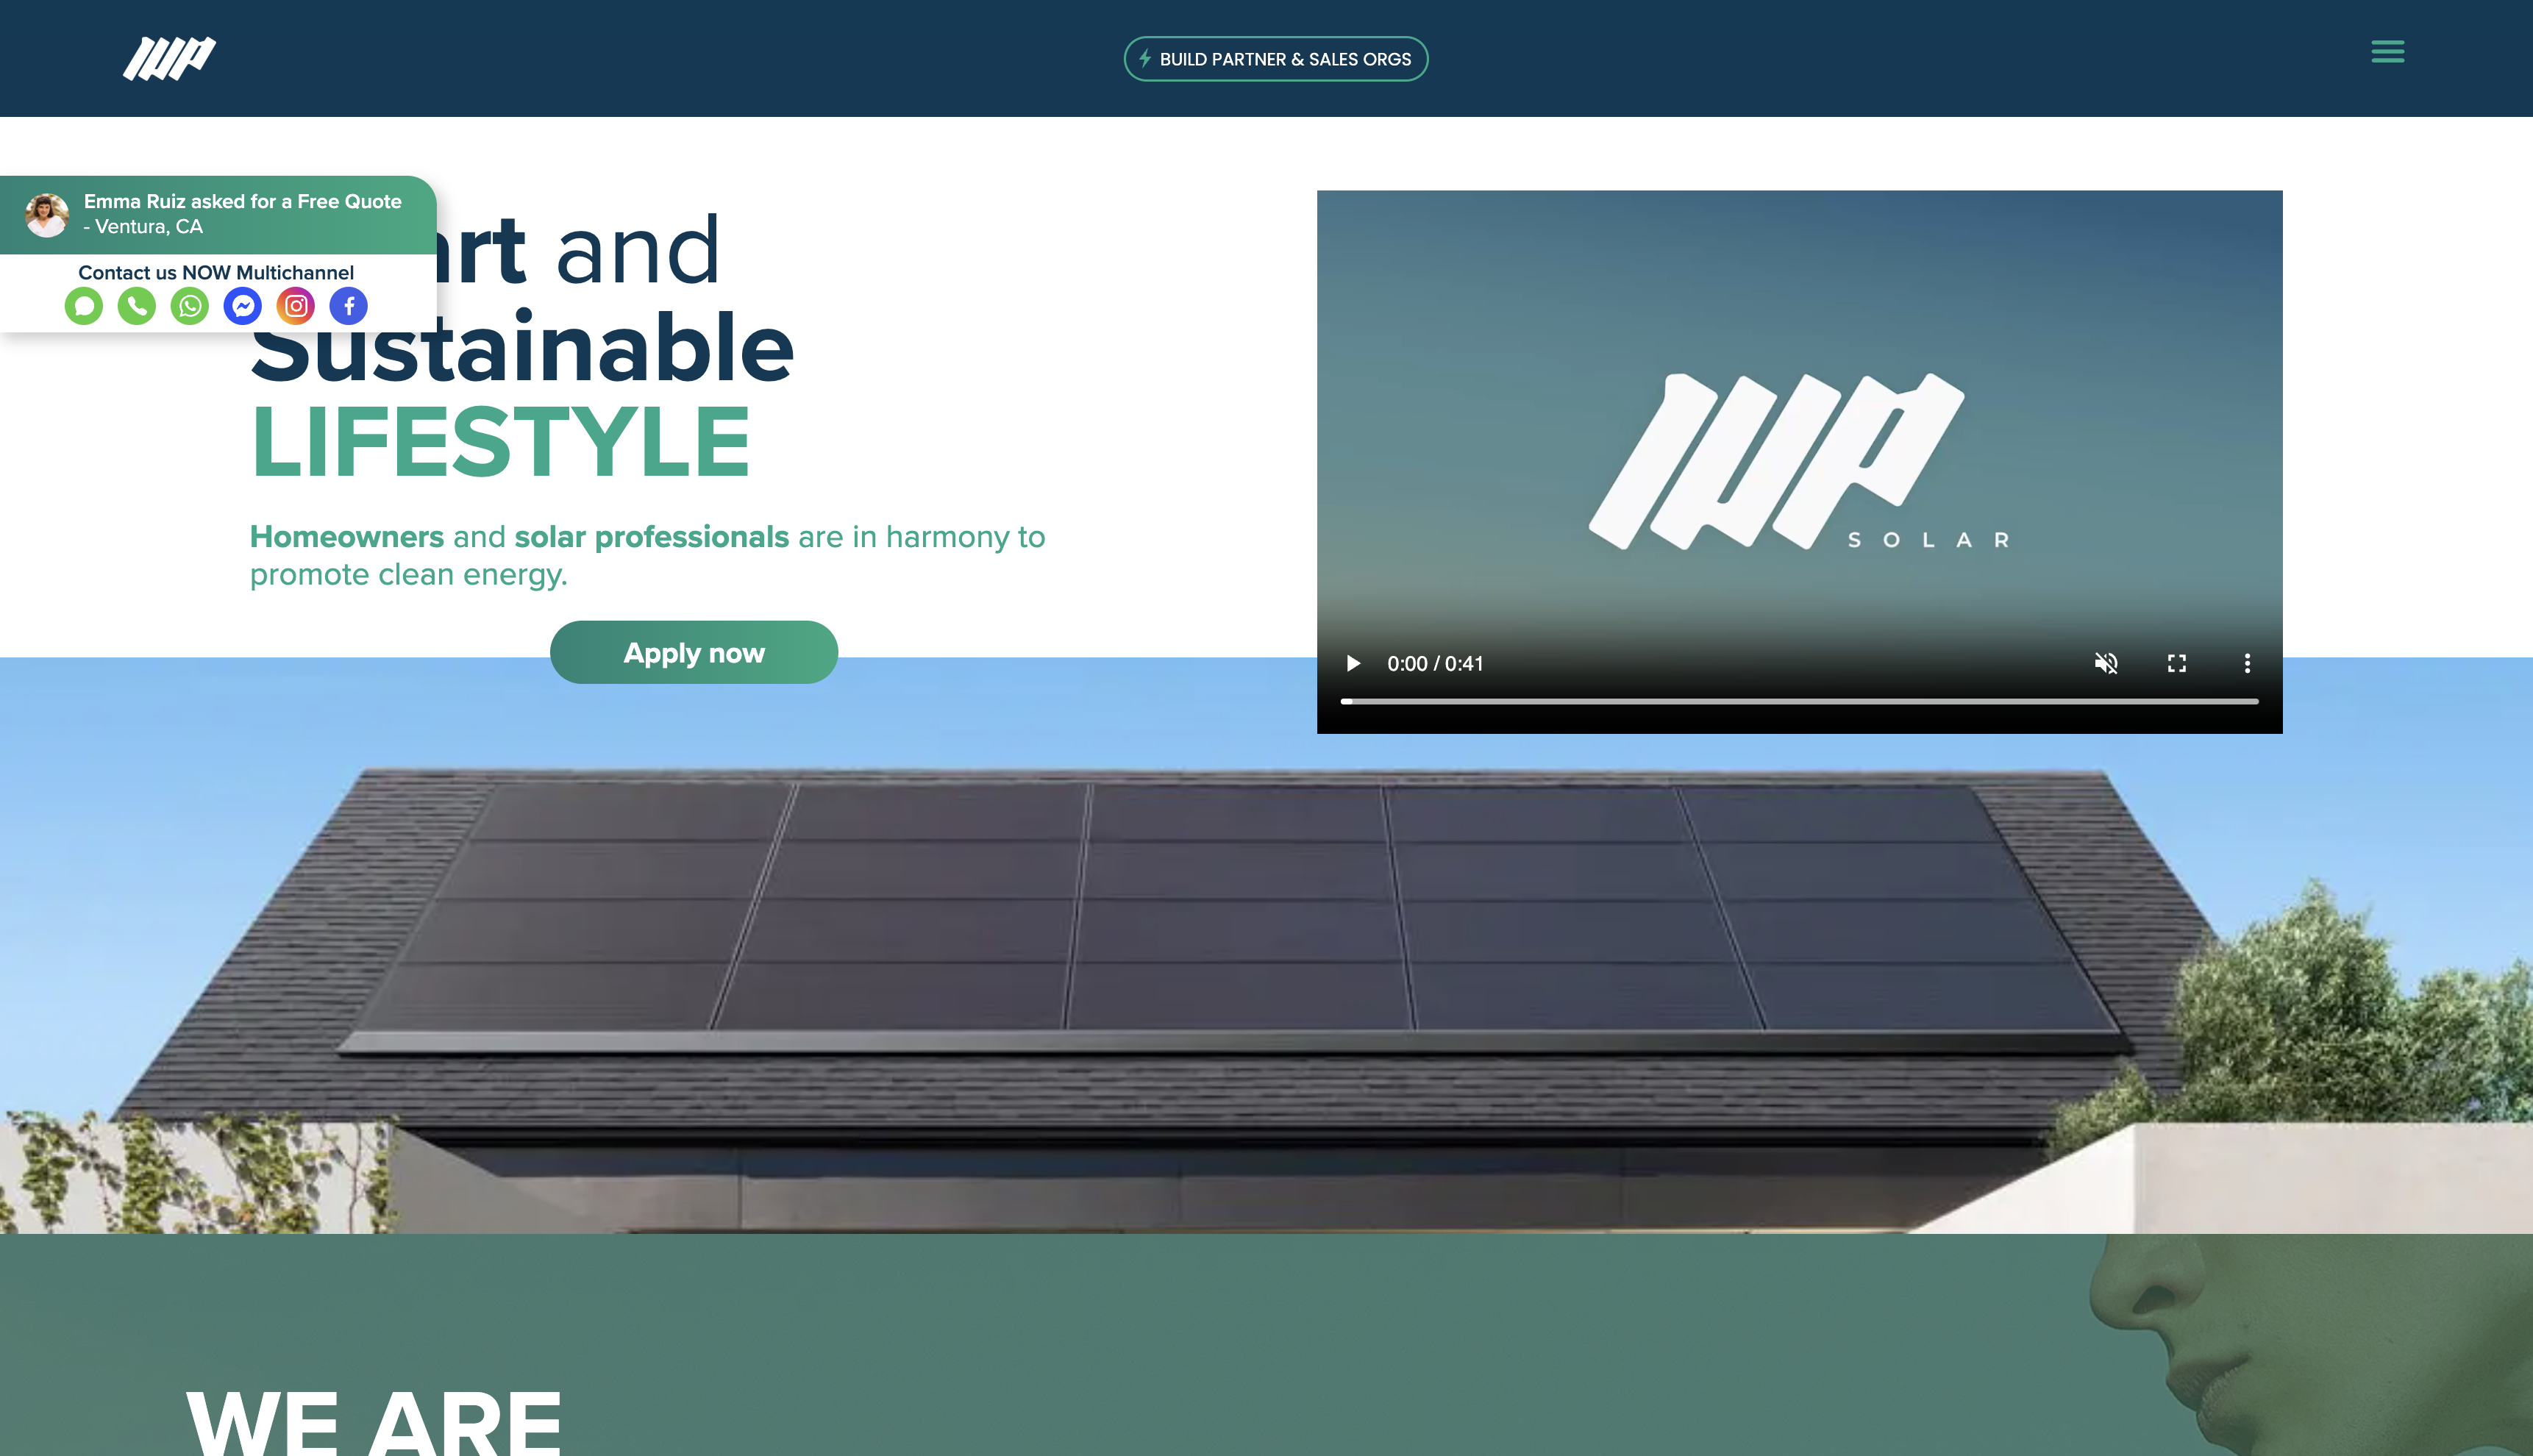 BUILD PARTNER & SALES ORGS
Emma Ruiz asked for a Free Quote
- Ventura, CA
Contact us NOW Multichannel
and
Sustainable
LIFESTYLE
Homeowners and solar professionals are in harmony to
promote clean energy.
Apply now
SOLAR
0:00 / 0:41
WE ARE